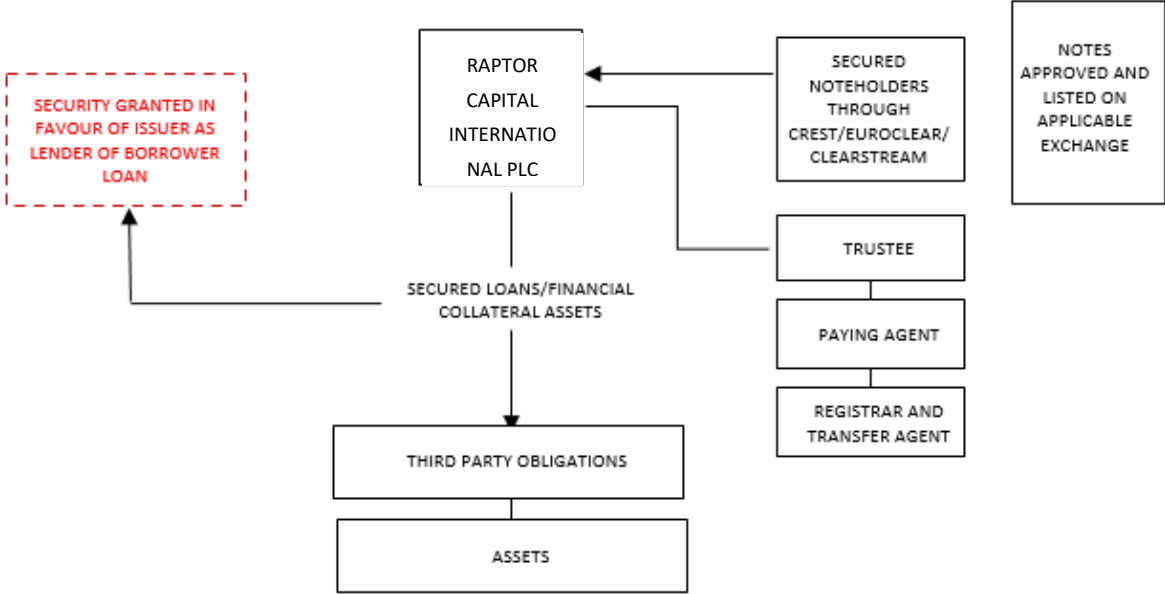 RAPTOR
CAPITAL
INTERNATIO
NAL PLC
SECURED
NOTEHOLDERS
THROUGH
CREST/EUROCLEAR/
CLEARSTREAM
NOTES
APPROVED AND
LISTED ON
APPLICABLE
EXCHANGE
SECURITY GRANTED IN
FAVOUR OF ISSUER AS
LENDER OF BORROWER
LOAN
TRUSTEE
SECURED LOANS/FINANCIAL
COLLATERAL ASSETS
PAYING AGENT
REGISTRAR AND
TRANSFER AGENT
THIRD PARTY OBLIGATIONS
ASSETS